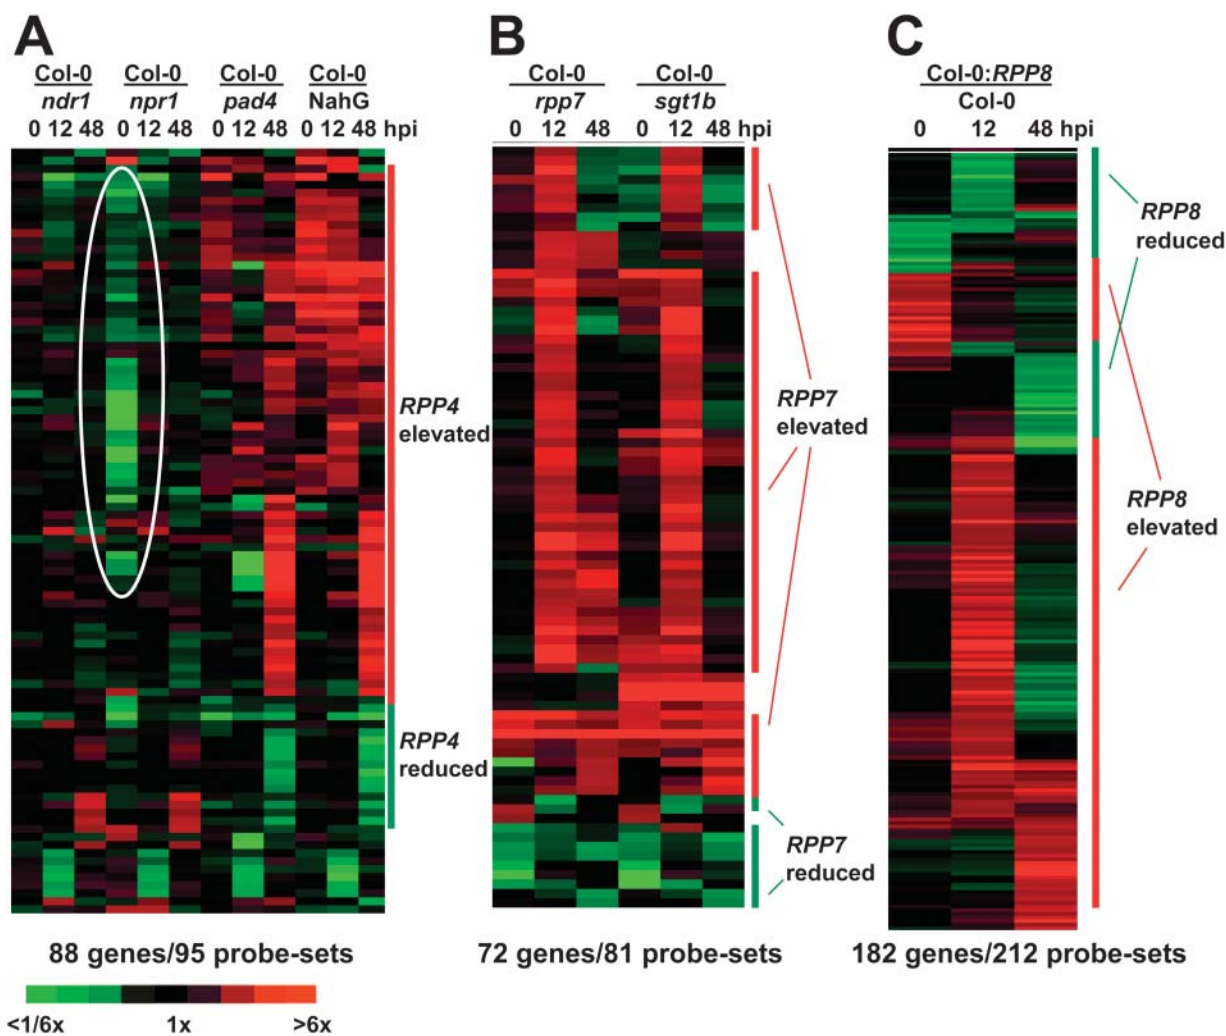 A
B
C
Col-0 Col-0 Col-0 Col-0
ndr1 npr1 pad4 NahG
0 12 48 0 12 48 0 12 48 0 12 48 hpi
Col-0 Col-0
rpp7 sgt1b
0 12 48 0 12 48 hpi
Col-0:RPP8
Col-0
0 12 48 hpi
RPP4
elevated
RPP4
reduced
RPP7
elevated
RPP7
reduced
RPP8
reduced
RPP8
elevated
88 genes/95 probe-sets
72 genes/81 probe-sets
182 genes/212 probe-sets
<1/6x 1x >6x